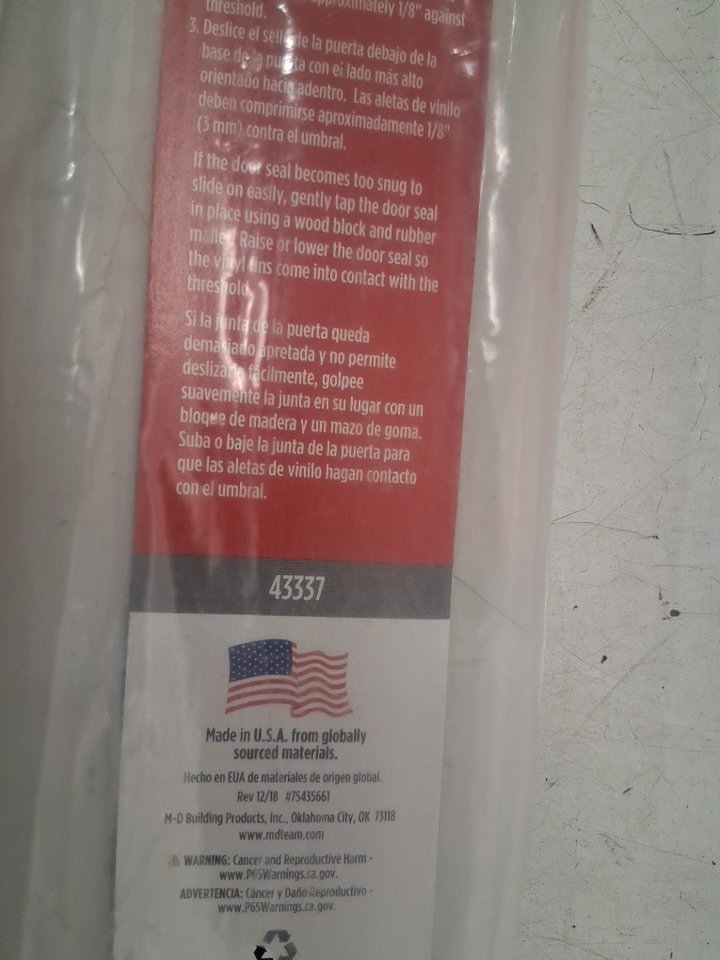 approximately 1/8" against
threshold.
3. Deslice el sello de la puerta debajo de la
base de la puerta con el lado más alto
orientado hacia adentro. Las aletas de vinilo
deben comprimirse aproximadamente 1/8"
(3 mm) contra el umbral.
If the door seal becomes too snug to
slide on easily, gently tap the door seal
in place using a wood block and rubber
mallet. Raise or lower the door seal so
the vinyl fins come into contact with the
threshold.
Si la junta de la puerta queda
demasiado apretada y no permite
deslizarla fácilmente, golpee
suavemente la junta en su lugar con un
bloque de madera y un mazo de goma.
Suba o baje la junta de la puerta para
que las aletas de vinilo hagan contacto
con el umbral.
43337
Made in U.S.A. from globally
sourced materials.
Hecho en EUA de materiales de origen global.
Rev 12/18 #75435661
M-D Building Products, Inc., Oklahoma City, OK 73118
www.mdteam.com
⚠ WARNING: Cancer and Reproductive Harm -
www.P65Warnings.ca.gov.
ADVERTENCIA: Cáncer y Daño Reproductivo -
www.P65Warnings.ca.gov.